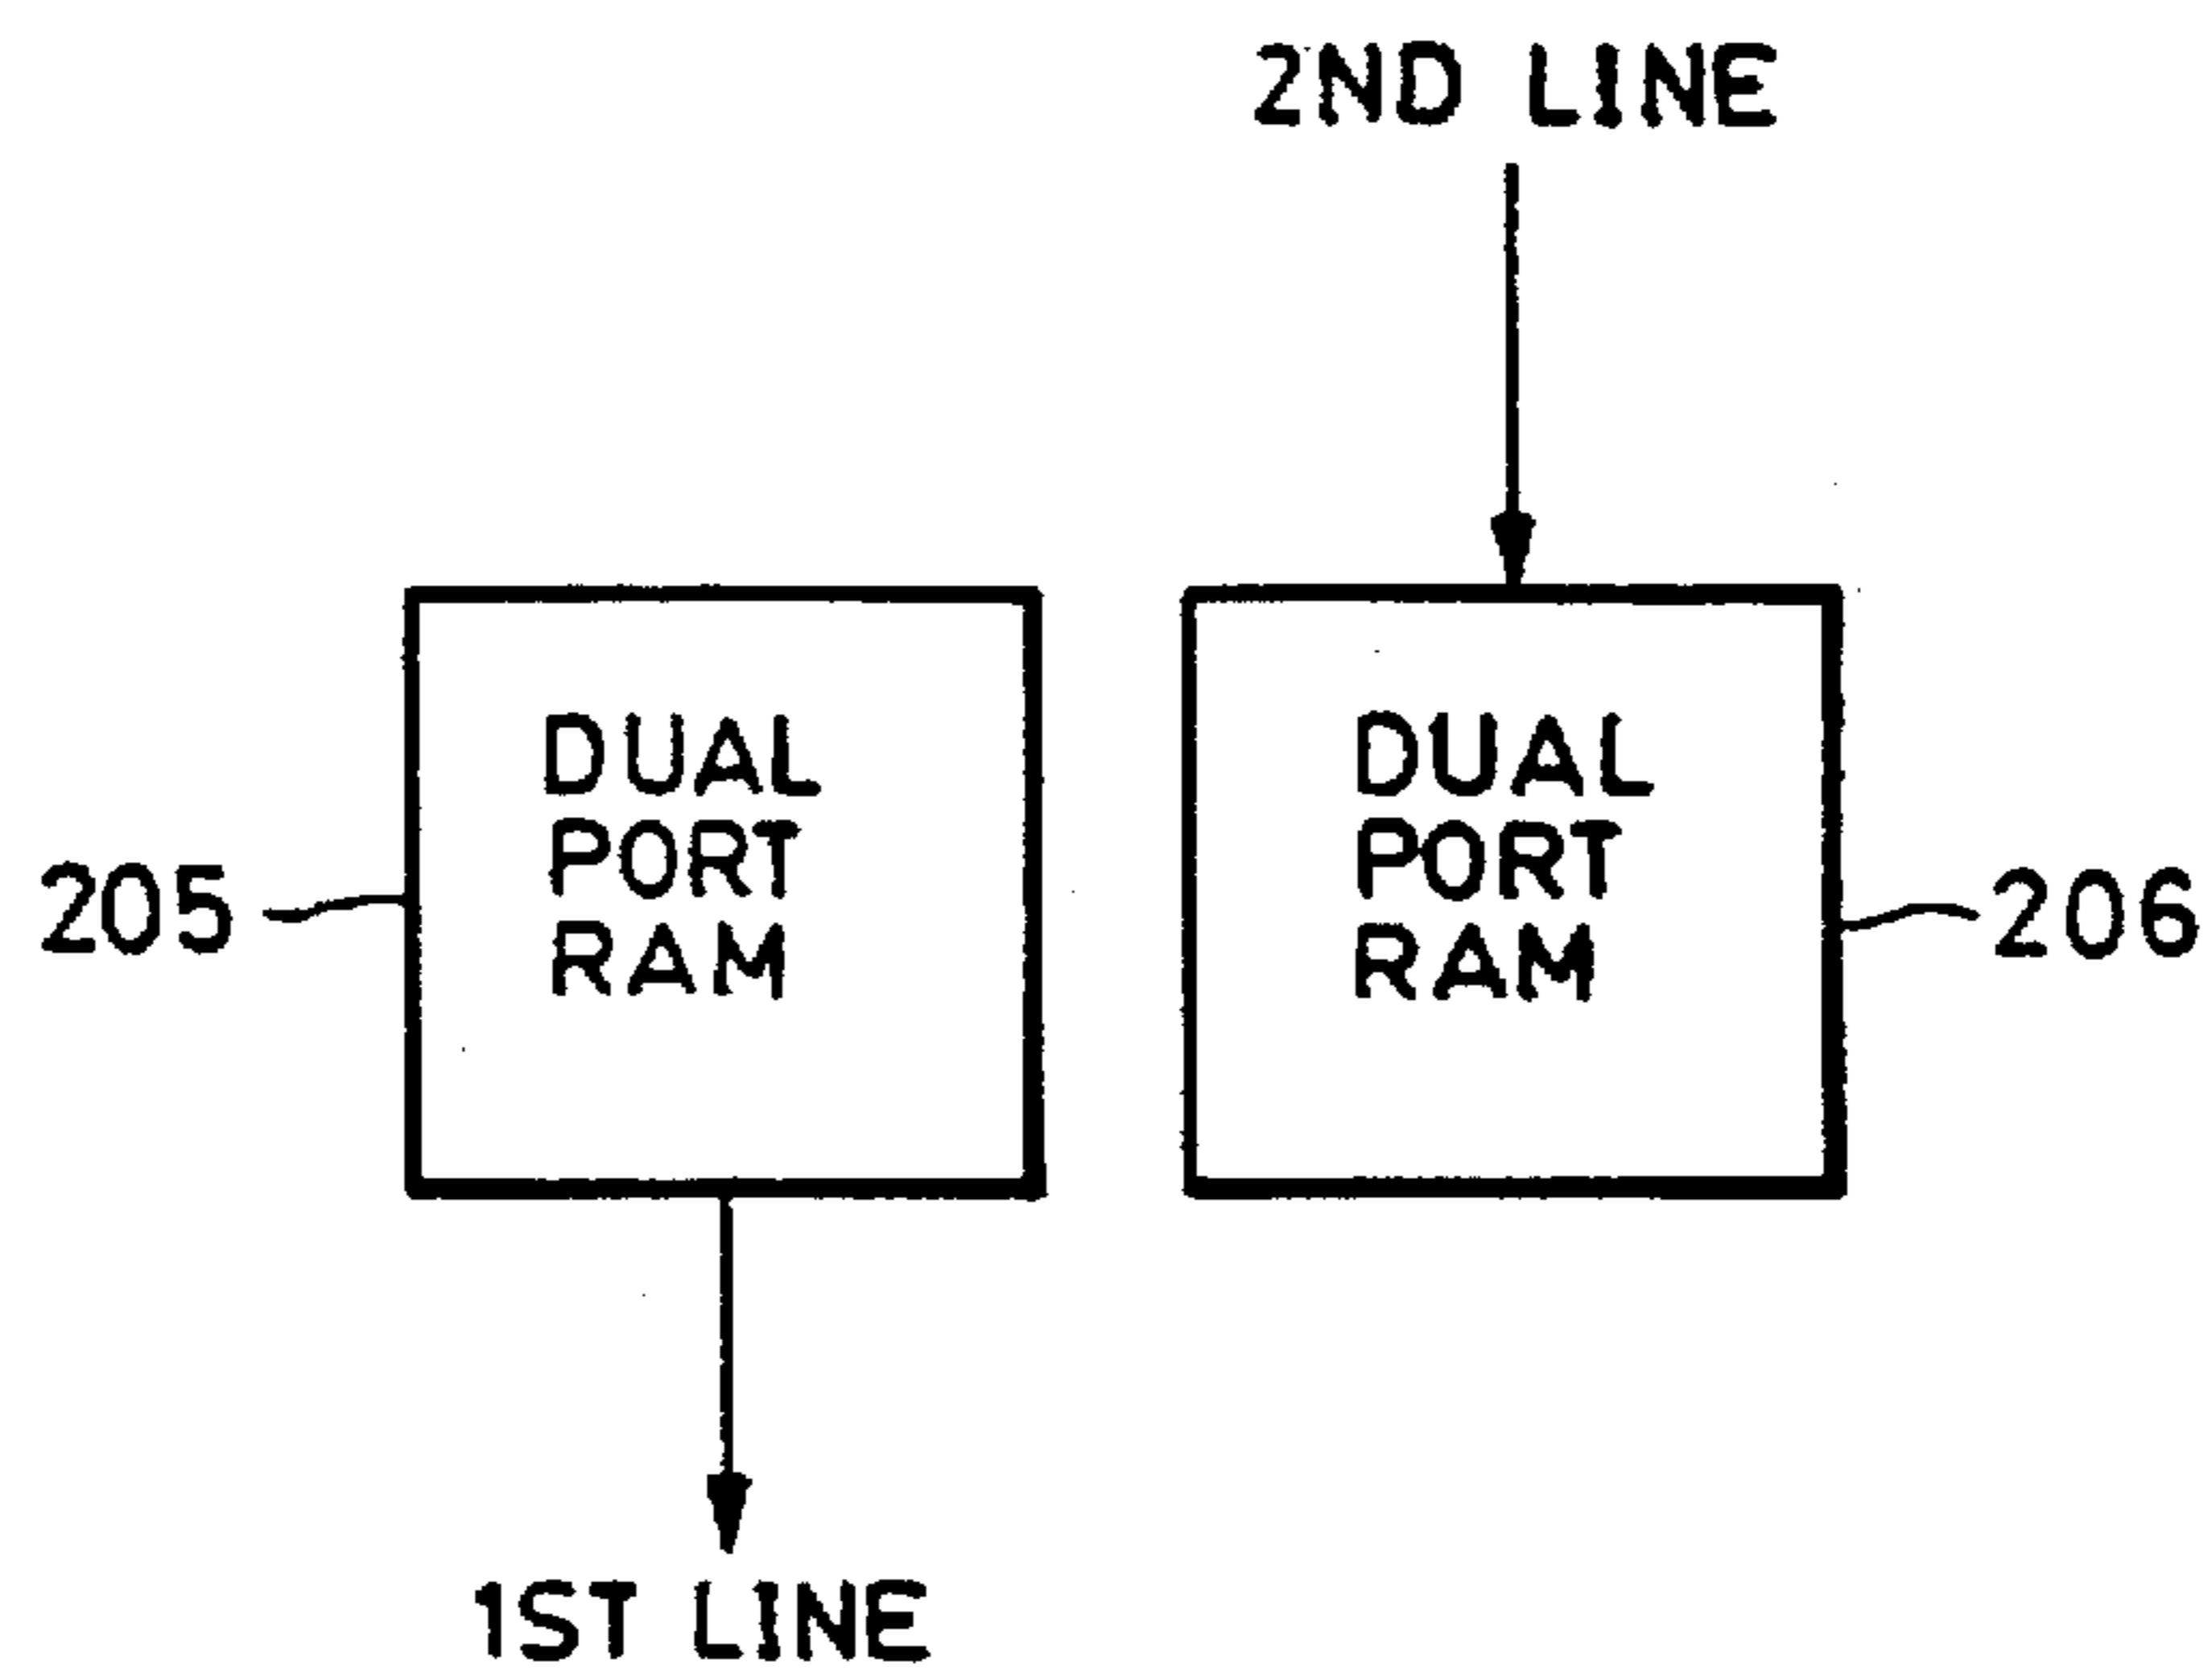 2ND LINE
DUAL
PORT
RAM
DUAL
PORT
RAM
205
206
1ST LINE